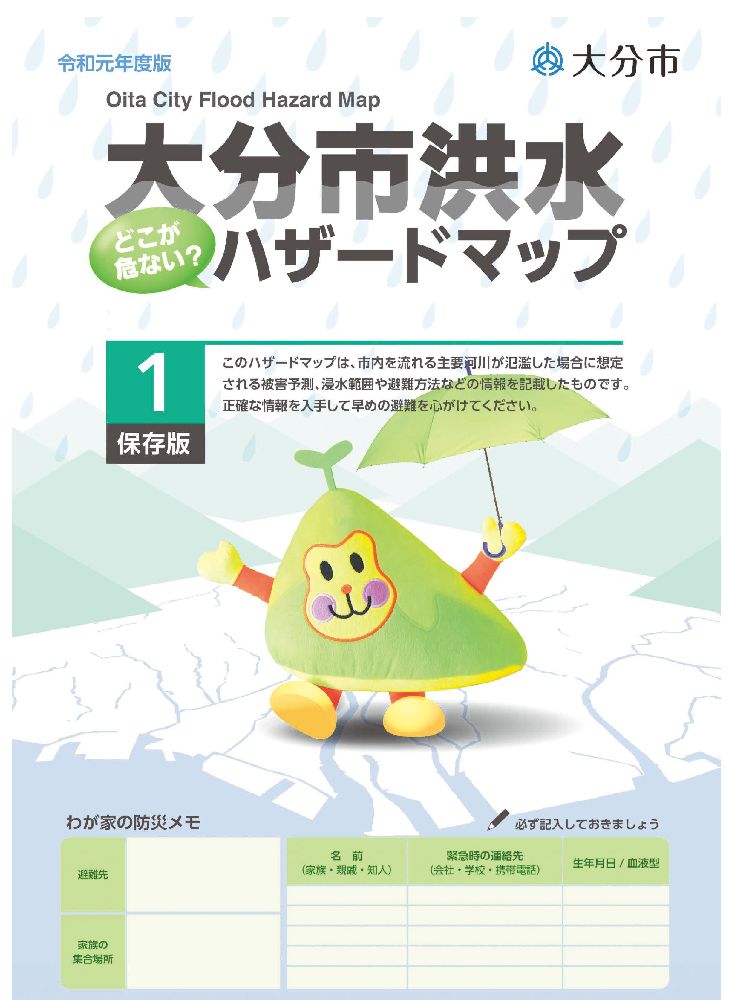 令和元年度版
大分市
Oita City Flood Hazard Map
大分市洪水
どこが
危ない？
ハザードマップ
1
保存版
このハザードマップは、市内を流れる主要河川が氾濫した場合に想定
される被害予測、浸水範囲や避難方法などの情報を記載したものです。
正確な情報を入手して早めの避難を心がけてください。
わが家の防災メモ
必ず記入しておきましょう
避難先
家族の
集合場所
名　前
（家族・親戚・知人）
緊急時の連絡先
（会社・学校・携帯電話）
生年月日 / 血液型